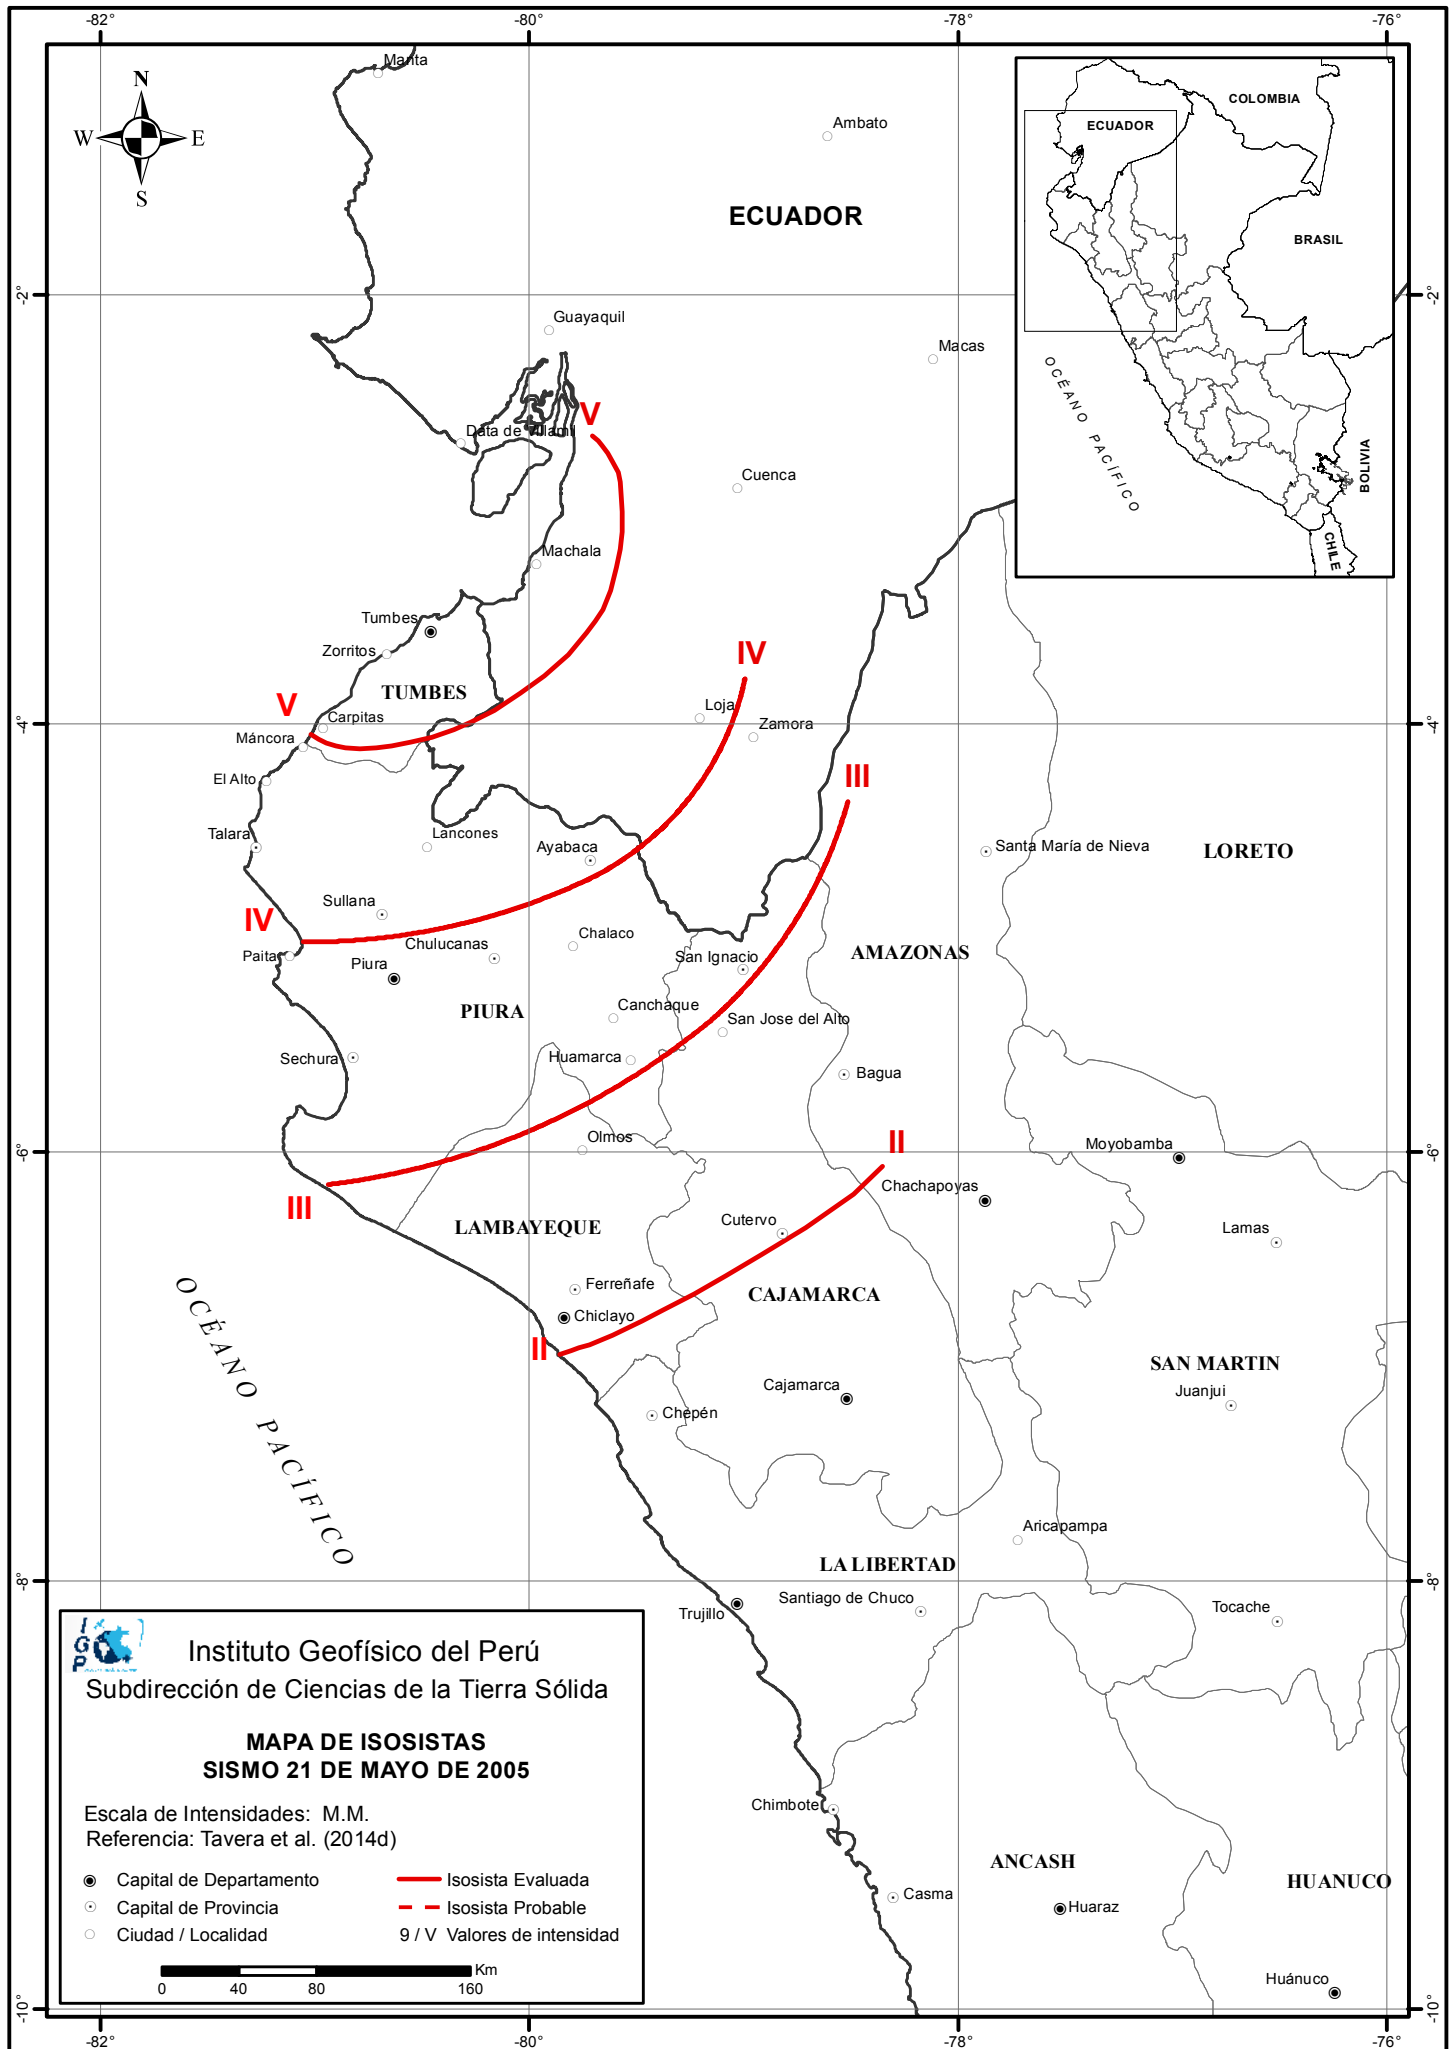 -82°
-80
-78
-76
Manta
N
W
E
S
Ambato
ECUADOR
COLOMBIA
ECUADOR
BRASIL
OCÉANO PACÍFICO
BOLIVIA
CHILE
-2°
-2°
Guayaquil
Macas
V
Data de Villamil
Cuenca
Machala
Tumbes
Zorritos
TUMBES
IV
V
Carpitas
Loja
Zamora
-4°
-4°
Máncora
El Alto
III
Talara
Lancones
Ayabaca
Santa María de Nieva
LORETO
Sullana
IV
Chulucanas
Chalaco
Paita
Piura
San Ignacio
AMAZONAS
PIURA
Canchaque
San Jose del Alto
Sechura
Huamarca
Bagua
Olmos
II
Moyobamba
-6°
-6°
Chachapoyas
III
LAMBAYEQUE
Cutervo
Lamas
Ferreñafe
CAJAMARCA
Chiclayo
II
SAN MARTIN
Cajamarca
Juanjui
Chepén
OCÉANO PACÍFICO
Aricapampa
LA LIBERTAD
-8°
-8°
Santiago de Chuco
Trujillo
Tocache
IGP
Instituto Geofísico del Perú
Subdirección de Ciencias de la Tierra Sólida
MAPA DE ISOSISTAS
SISMO 21 DE MAYO DE 2005
Escala de Intensidades: M.M.
Referencia: Tavera et al. (2014d)
Capital de Departamento
Isosista Evaluada
Capital de Provincia
Isosista Probable
Ciudad / Localidad
9 / V Valores de intensidad
Km
0 40 80 160
Chimbote
ANCASH
HUANUCO
Casma
Huaraz
Huánuco
-10°
-10°
-82°
-80
-78
-76